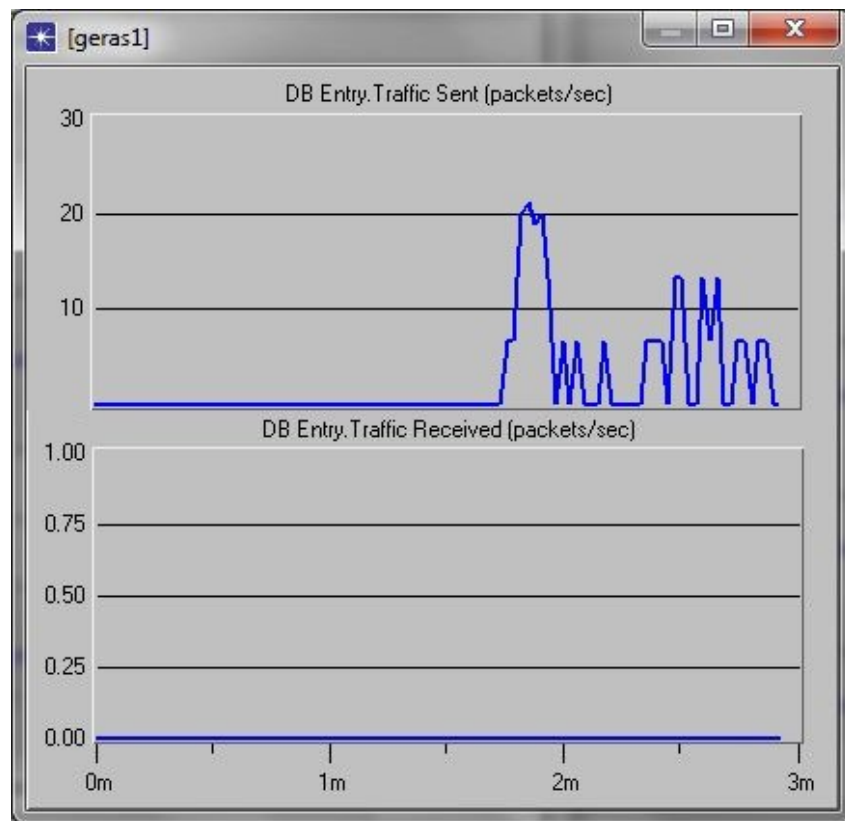 [geras1]
DB Entry.Traffic Sent (packets/sec)
30
20
10
DB Entry.Traffic Received (packets/sec)
1.00
0.75
0.50
0.25
0.00
0m 1m 2m 3m